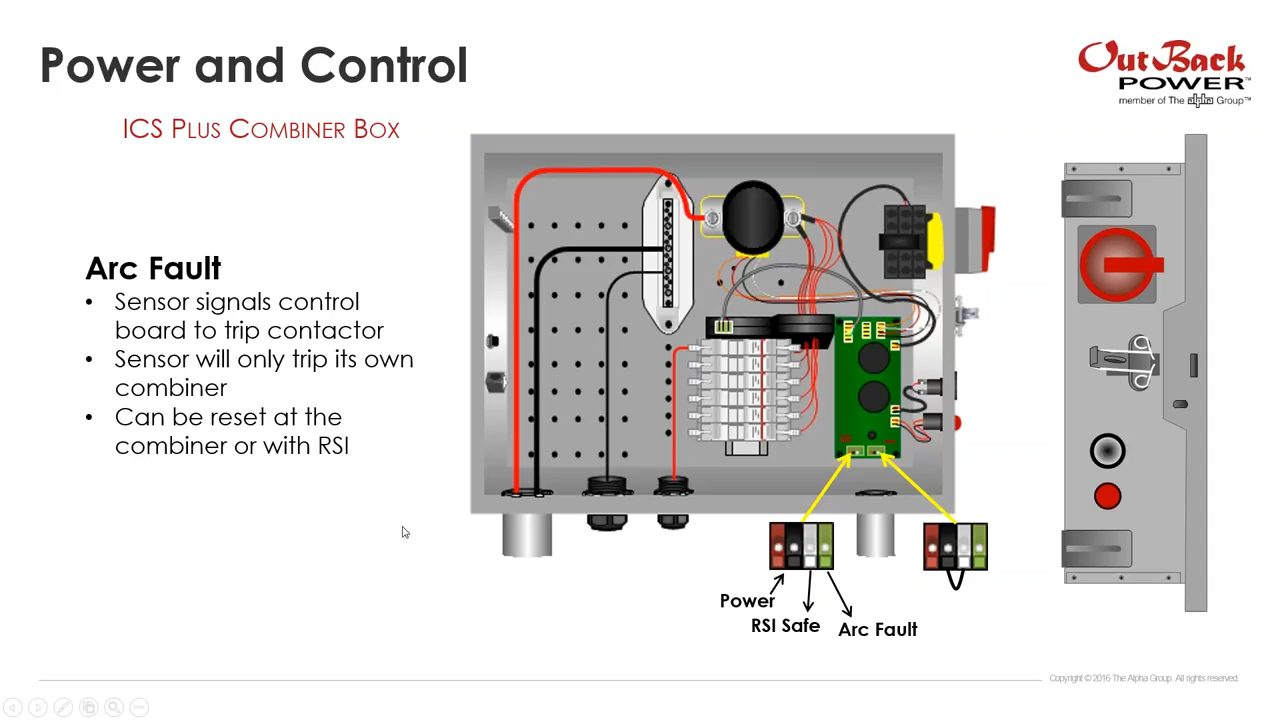 Power and Control
OutBack
POWER™
member of The alpha Group™
ICS PLUS COMBINER BOX
Arc Fault
• Sensor signals control
board to trip contactor
• Sensor will only trip its own
combiner
• Can be reset at the
combiner or with RSI
Power
RSI Safe
Arc Fault
Copyright © 2016 The Alpha Group. All rights reserved.